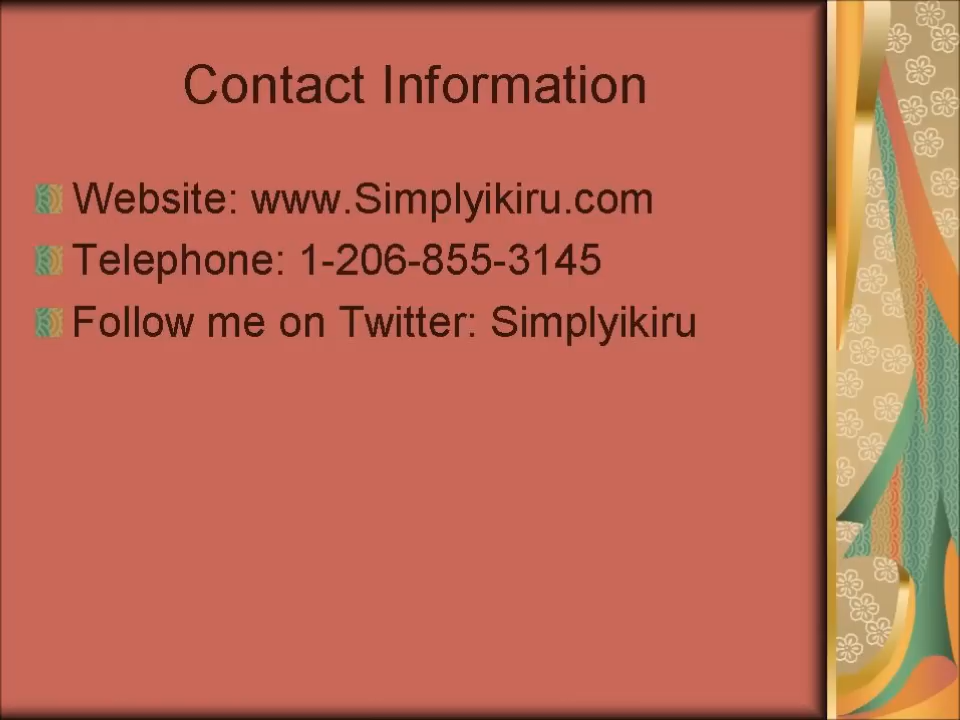 Contact Information
Website: www.Simplyikiru.com
Telephone: 1-206-855-3145
Follow me on Twitter: Simplyikiru